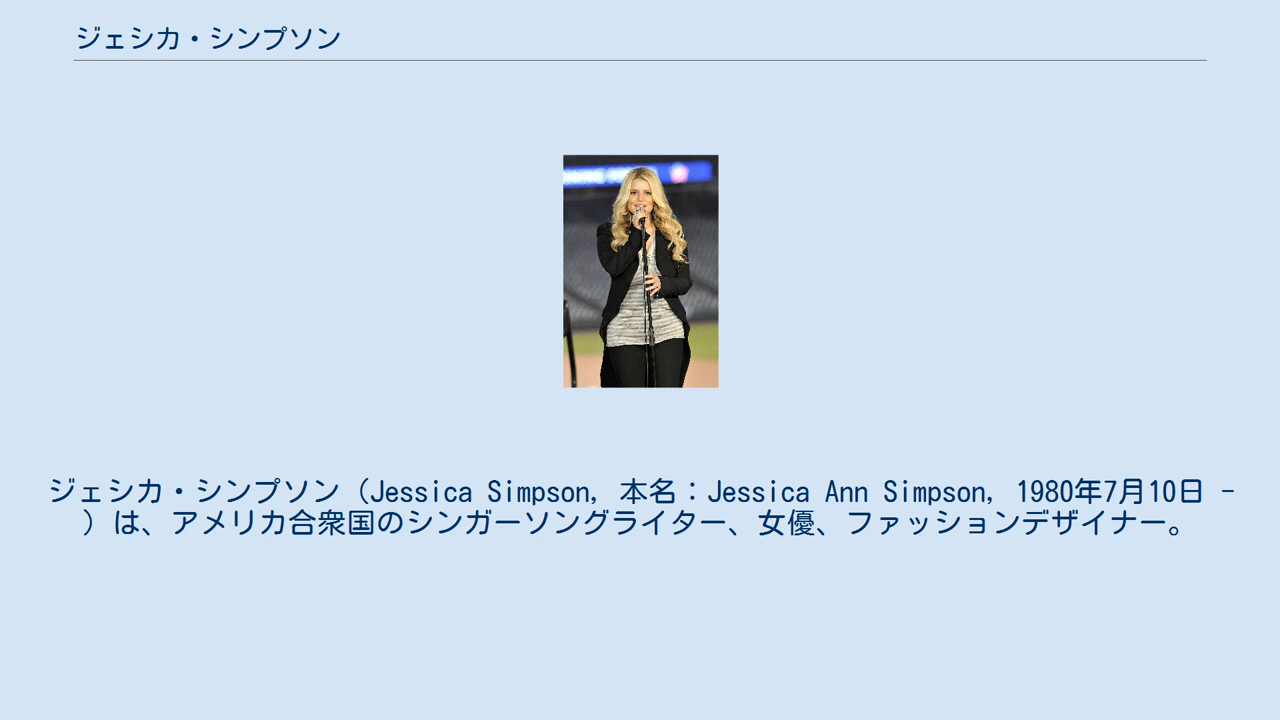 ジェシカ・シンプソン
ジェシカ・シンプソン（Jessica Simpson, 本名：Jessica Ann Simpson, 1980年7月10日 -
）は、アメリカ合衆国のシンガーソングライター、女優、ファッションデザイナー。